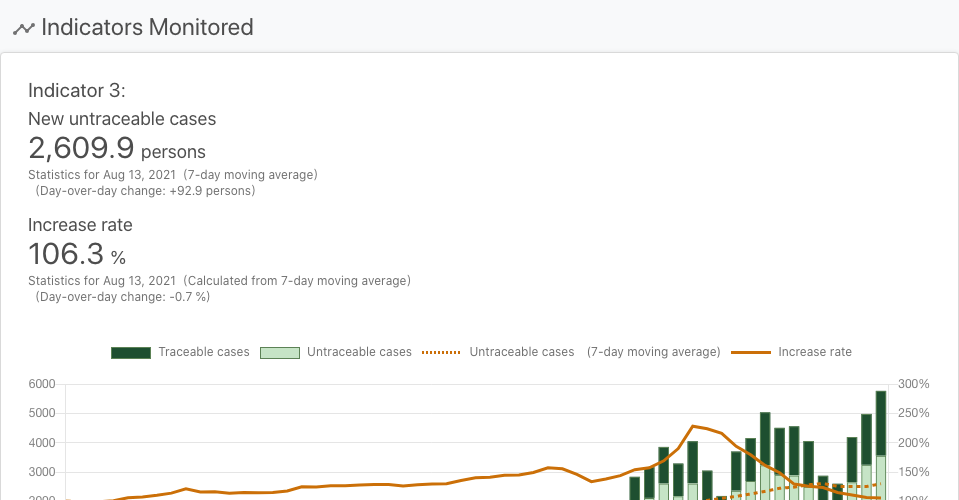 Indicators Monitored
Indicator 3:
New untraceable cases
2,609.9 persons
Statistics for Aug 13, 2021 (7-day moving average)
(Day-over-day change: +92.9 persons)
Increase rate
106.3 %
Statistics for Aug 13, 2021 (Calculated from 7-day moving average)
(Day-over-day change: -0.7 %)
Traceable cases Untraceable cases Untraceable cases (7-day moving average) Increase rate
6000 300%
5000 250%
4000 200%
3000 150%
2000 100%